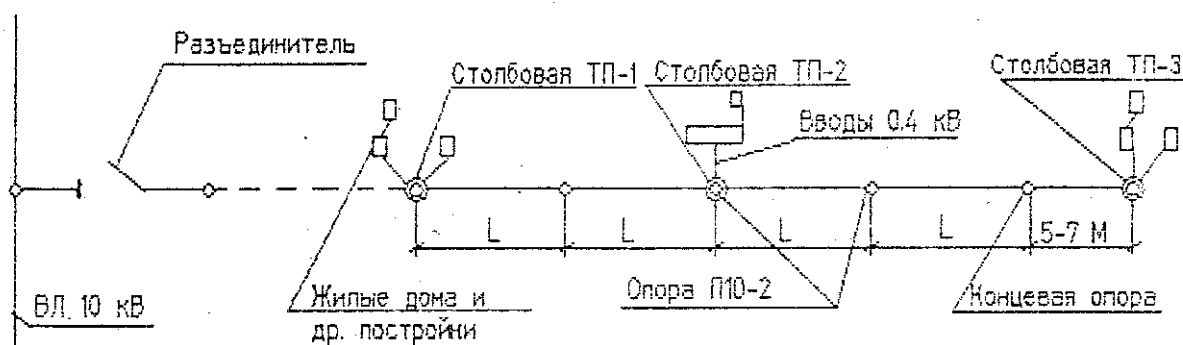 Разъединитель
Столбовая ТП-1
Столбовая ТП-2
Столбовая ТП-3
Вводы 0.4 кВ
L
L
L
L
5-7 М
ВЛ 10 кВ
Жилые дома и
др. постройки
Опора П10-2
Концевая опора